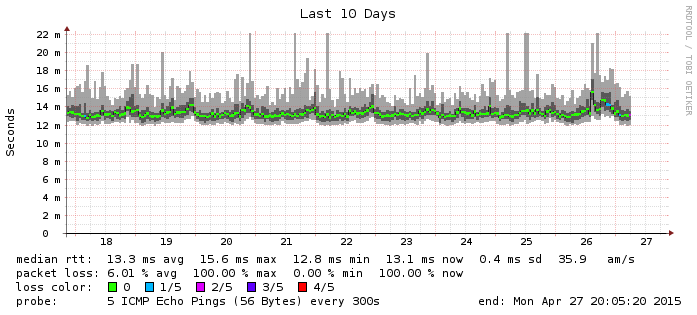 Last 10 Days
RRDTOOL / TOBI OETIKER
Seconds
22 m
20 m
18 m
16 m
14 m
12 m
10 m
8 m
6 m
4 m
2 m
0
18 19 20 21 22 23 24 25 26 27
median rtt: 13.3 ms avg 15.6 ms max 12.8 ms min 13.1 ms now 0.4 ms sd 35.9 am/s
packet loss: 6.01 % avg 100.00 % max 0.00 % min 100.00 % now
loss color: 0 1/5 2/5 3/5 4/5
probe: 5 ICMP Echo Pings (56 Bytes) every 300s end: Mon Apr 27 20:05:20 2015